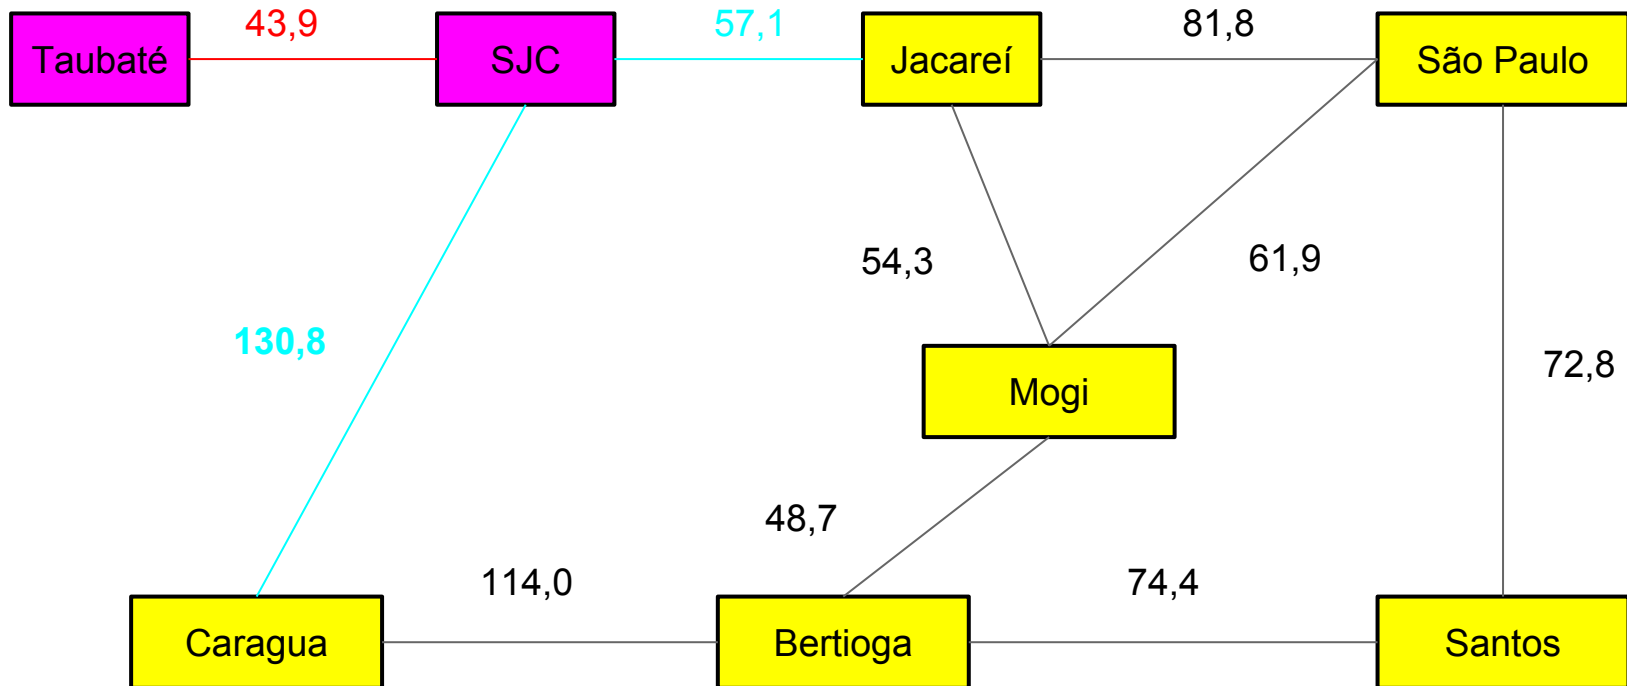 43,9
57,1
81,8
Taubaté
SJC
Jacareí
São Paulo
54,3
61,9
130,8
72,8
Mogi
48,7
114,0
74,4
Caragua
Bertioga
Santos